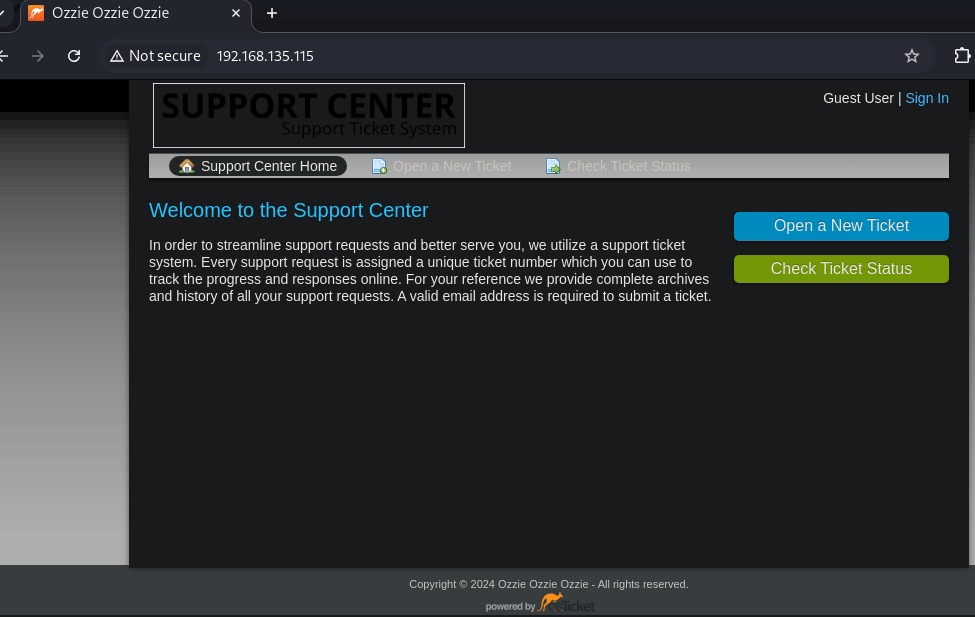 Ozzie Ozzie Ozzie
Not secure 192.168.135.115
SUPPORT CENTER
Support Ticket System
Guest User | Sign In
Support Center Home Open a New Ticket Check Ticket Status
Welcome to the Support Center
Open a New Ticket
In order to streamline support requests and better serve you, we utilize a support ticket
system. Every support request is assigned a unique ticket number which you can use to
track the progress and responses online. For your reference we provide complete archives
and history of all your support requests. A valid email address is required to submit a ticket.
Check Ticket Status
Copyright © 2024 Ozzie Ozzie Ozzie - All rights reserved.
powered by osTicket